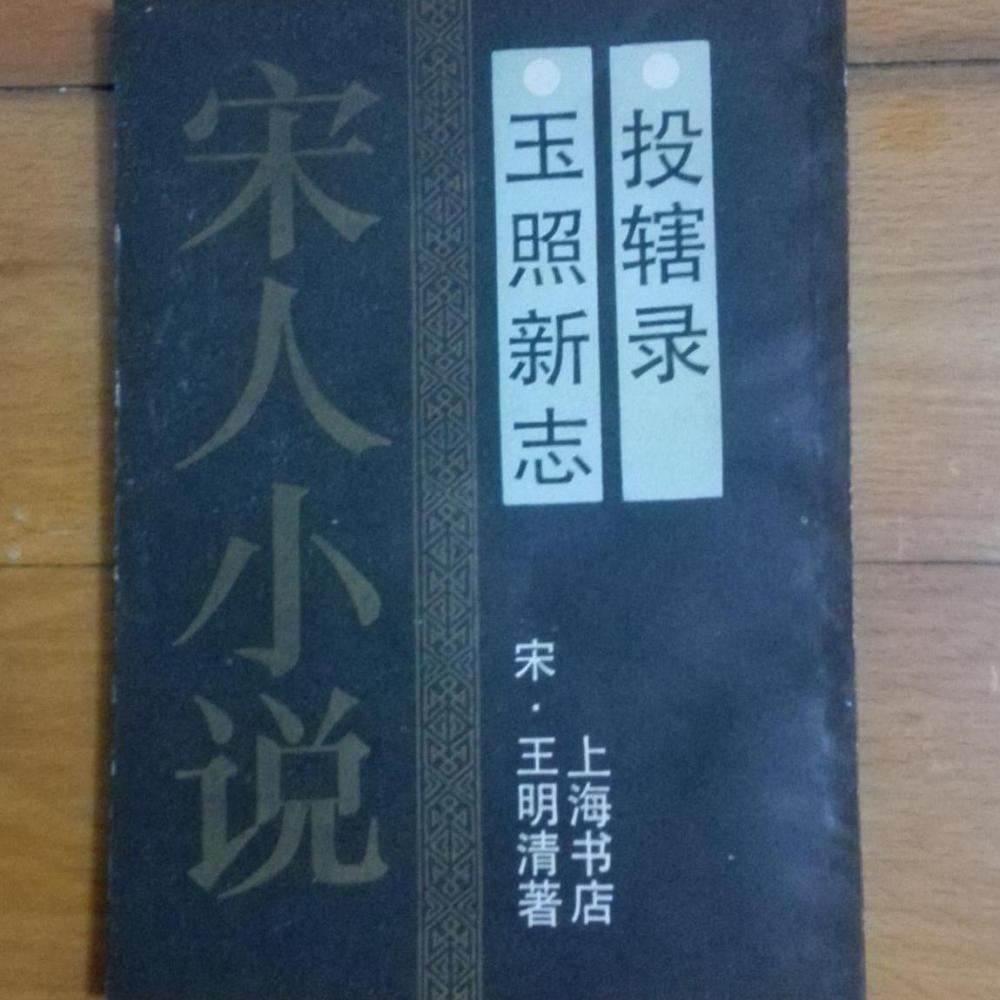 宋人小说
投辖录
玉照新志
宋·王明清著
上海书店